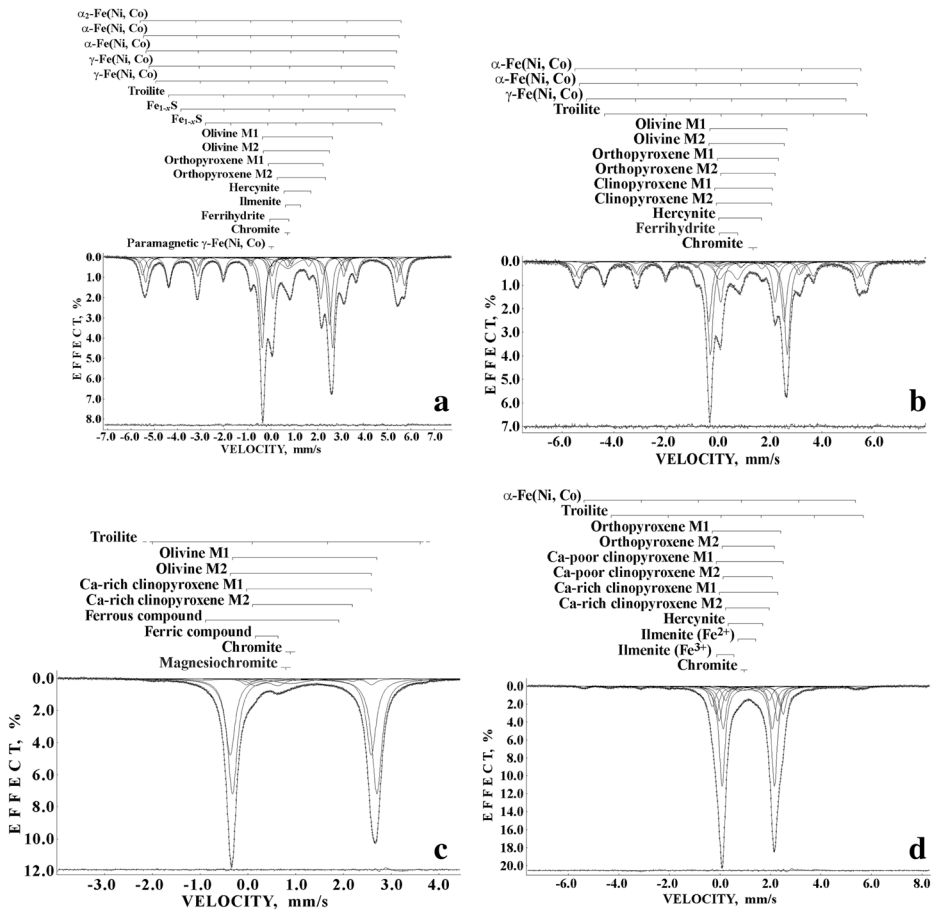 α₂-Fe(Ni, Co)
α-Fe(Ni, Co)
α-Fe(Ni, Co)
γ-Fe(Ni, Co)
γ-Fe(Ni, Co)
Troilite
Fe₁₋ₓS
Fe₁₋ₓS
Olivine M1
Olivine M2
Orthopyroxene M1
Orthopyroxene M2
Hercynite
Ilmenite
Ferrihydrite
Chromite
Paramagnetic γ-Fe(Ni, Co)
0.0
1.0
2.0
3.0
4.0
5.0
6.0
7.0
8.0
EFFECT, %
-7.0 -6.0 -5.0 -4.0 -3.0 -2.0 -1.0 0.0 1.0 2.0 3.0 4.0 5.0 6.0 7.0
VELOCITY, mm/s
a
α-Fe(Ni, Co)
α-Fe(Ni, Co)
γ-Fe(Ni, Co)
Troilite
Olivine M1
Olivine M2
Orthopyroxene M1
Orthopyroxene M2
Clinopyroxene M1
Clinopyroxene M2
Hercynite
Ferrihydrite
Chromite
0.0
1.0
2.0
3.0
4.0
5.0
6.0
7.0
EFFECT, %
-6.0 -4.0 -2.0 0.0 2.0 4.0 6.0
VELOCITY, mm/s
b
Troilite
Olivine M1
Olivine M2
Ca-rich clinopyroxene M1
Ca-rich clinopyroxene M2
Ferrous compound
Ferric compound
Chromite
Magnesiochromite
0.0
2.0
4.0
6.0
8.0
10.0
12.0
EFFECT, %
-3.0 -2.0 -1.0 0.0 1.0 2.0 3.0 4.0
VELOCITY, mm/s
c
α-Fe(Ni, Co)
Troilite
Orthopyroxene M1
Orthopyroxene M2
Ca-poor clinopyroxene M1
Ca-poor clinopyroxene M2
Ca-rich clinopyroxene M1
Ca-rich clinopyroxene M2
Hercynite
Ilmenite (Fe²⁺)
Ilmenite (Fe³⁺)
Chromite
0.0
2.0
4.0
6.0
8.0
10.0
12.0
14.0
16.0
18.0
20.0
EFFECT, %
-6.0 -4.0 -2.0 0.0 2.0 4.0 6.0 8.0
VELOCITY, mm/s
d